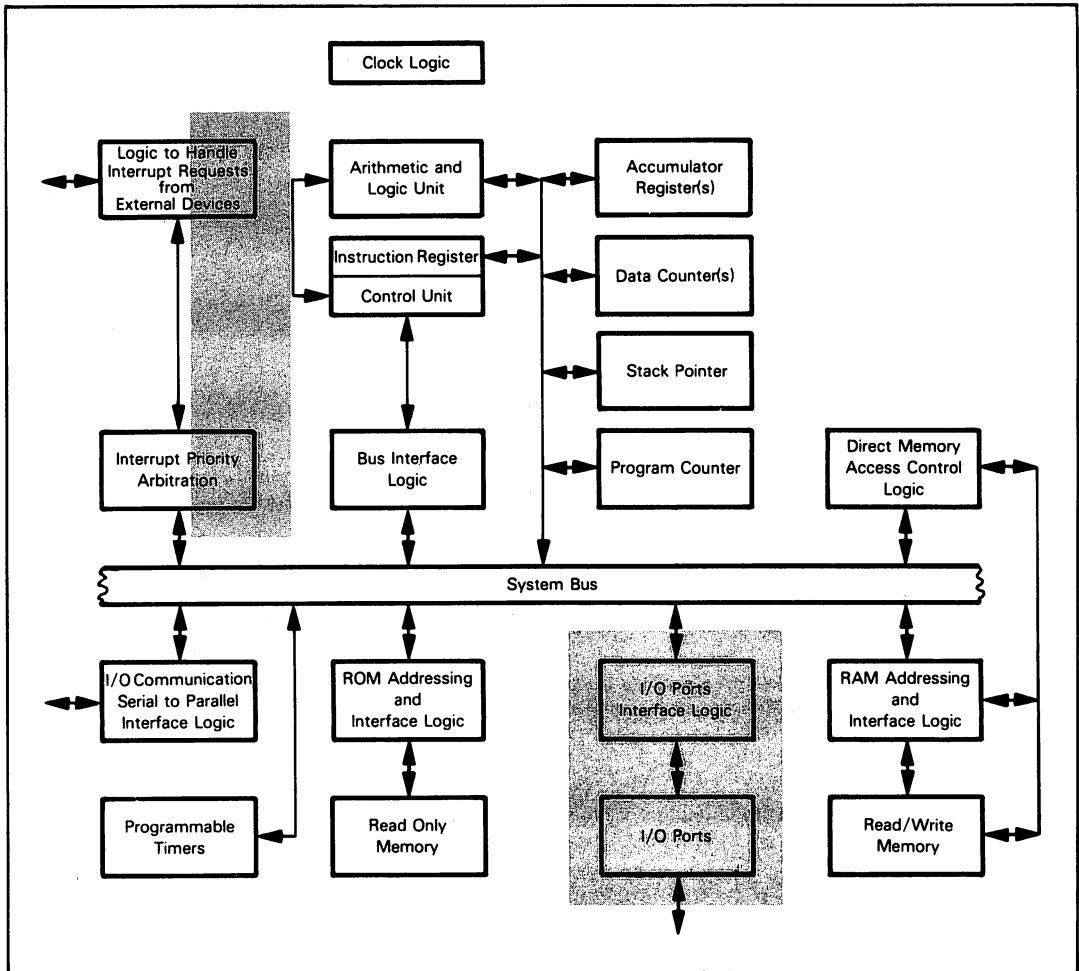 Clock Logic
Logic to Handle
Interrupt Requests
from
External Devices
Arithmetic and
Logic Unit
Accumulator
Register(s)
Instruction Register
Control Unit
Data Counter(s)
Stack Pointer
Interrupt Priority
Arbitration
Bus Interface
Logic
Program Counter
Direct Memory
Access Control
Logic
System Bus
I/O Communication
Serial to Parallel
Interface Logic
ROM Addressing
and
Interface Logic
I/O Ports
Interface Logic
RAM Addressing
and
Interface Logic
Programmable
Timers
Read Only
Memory
I/O Ports
Read/Write
Memory